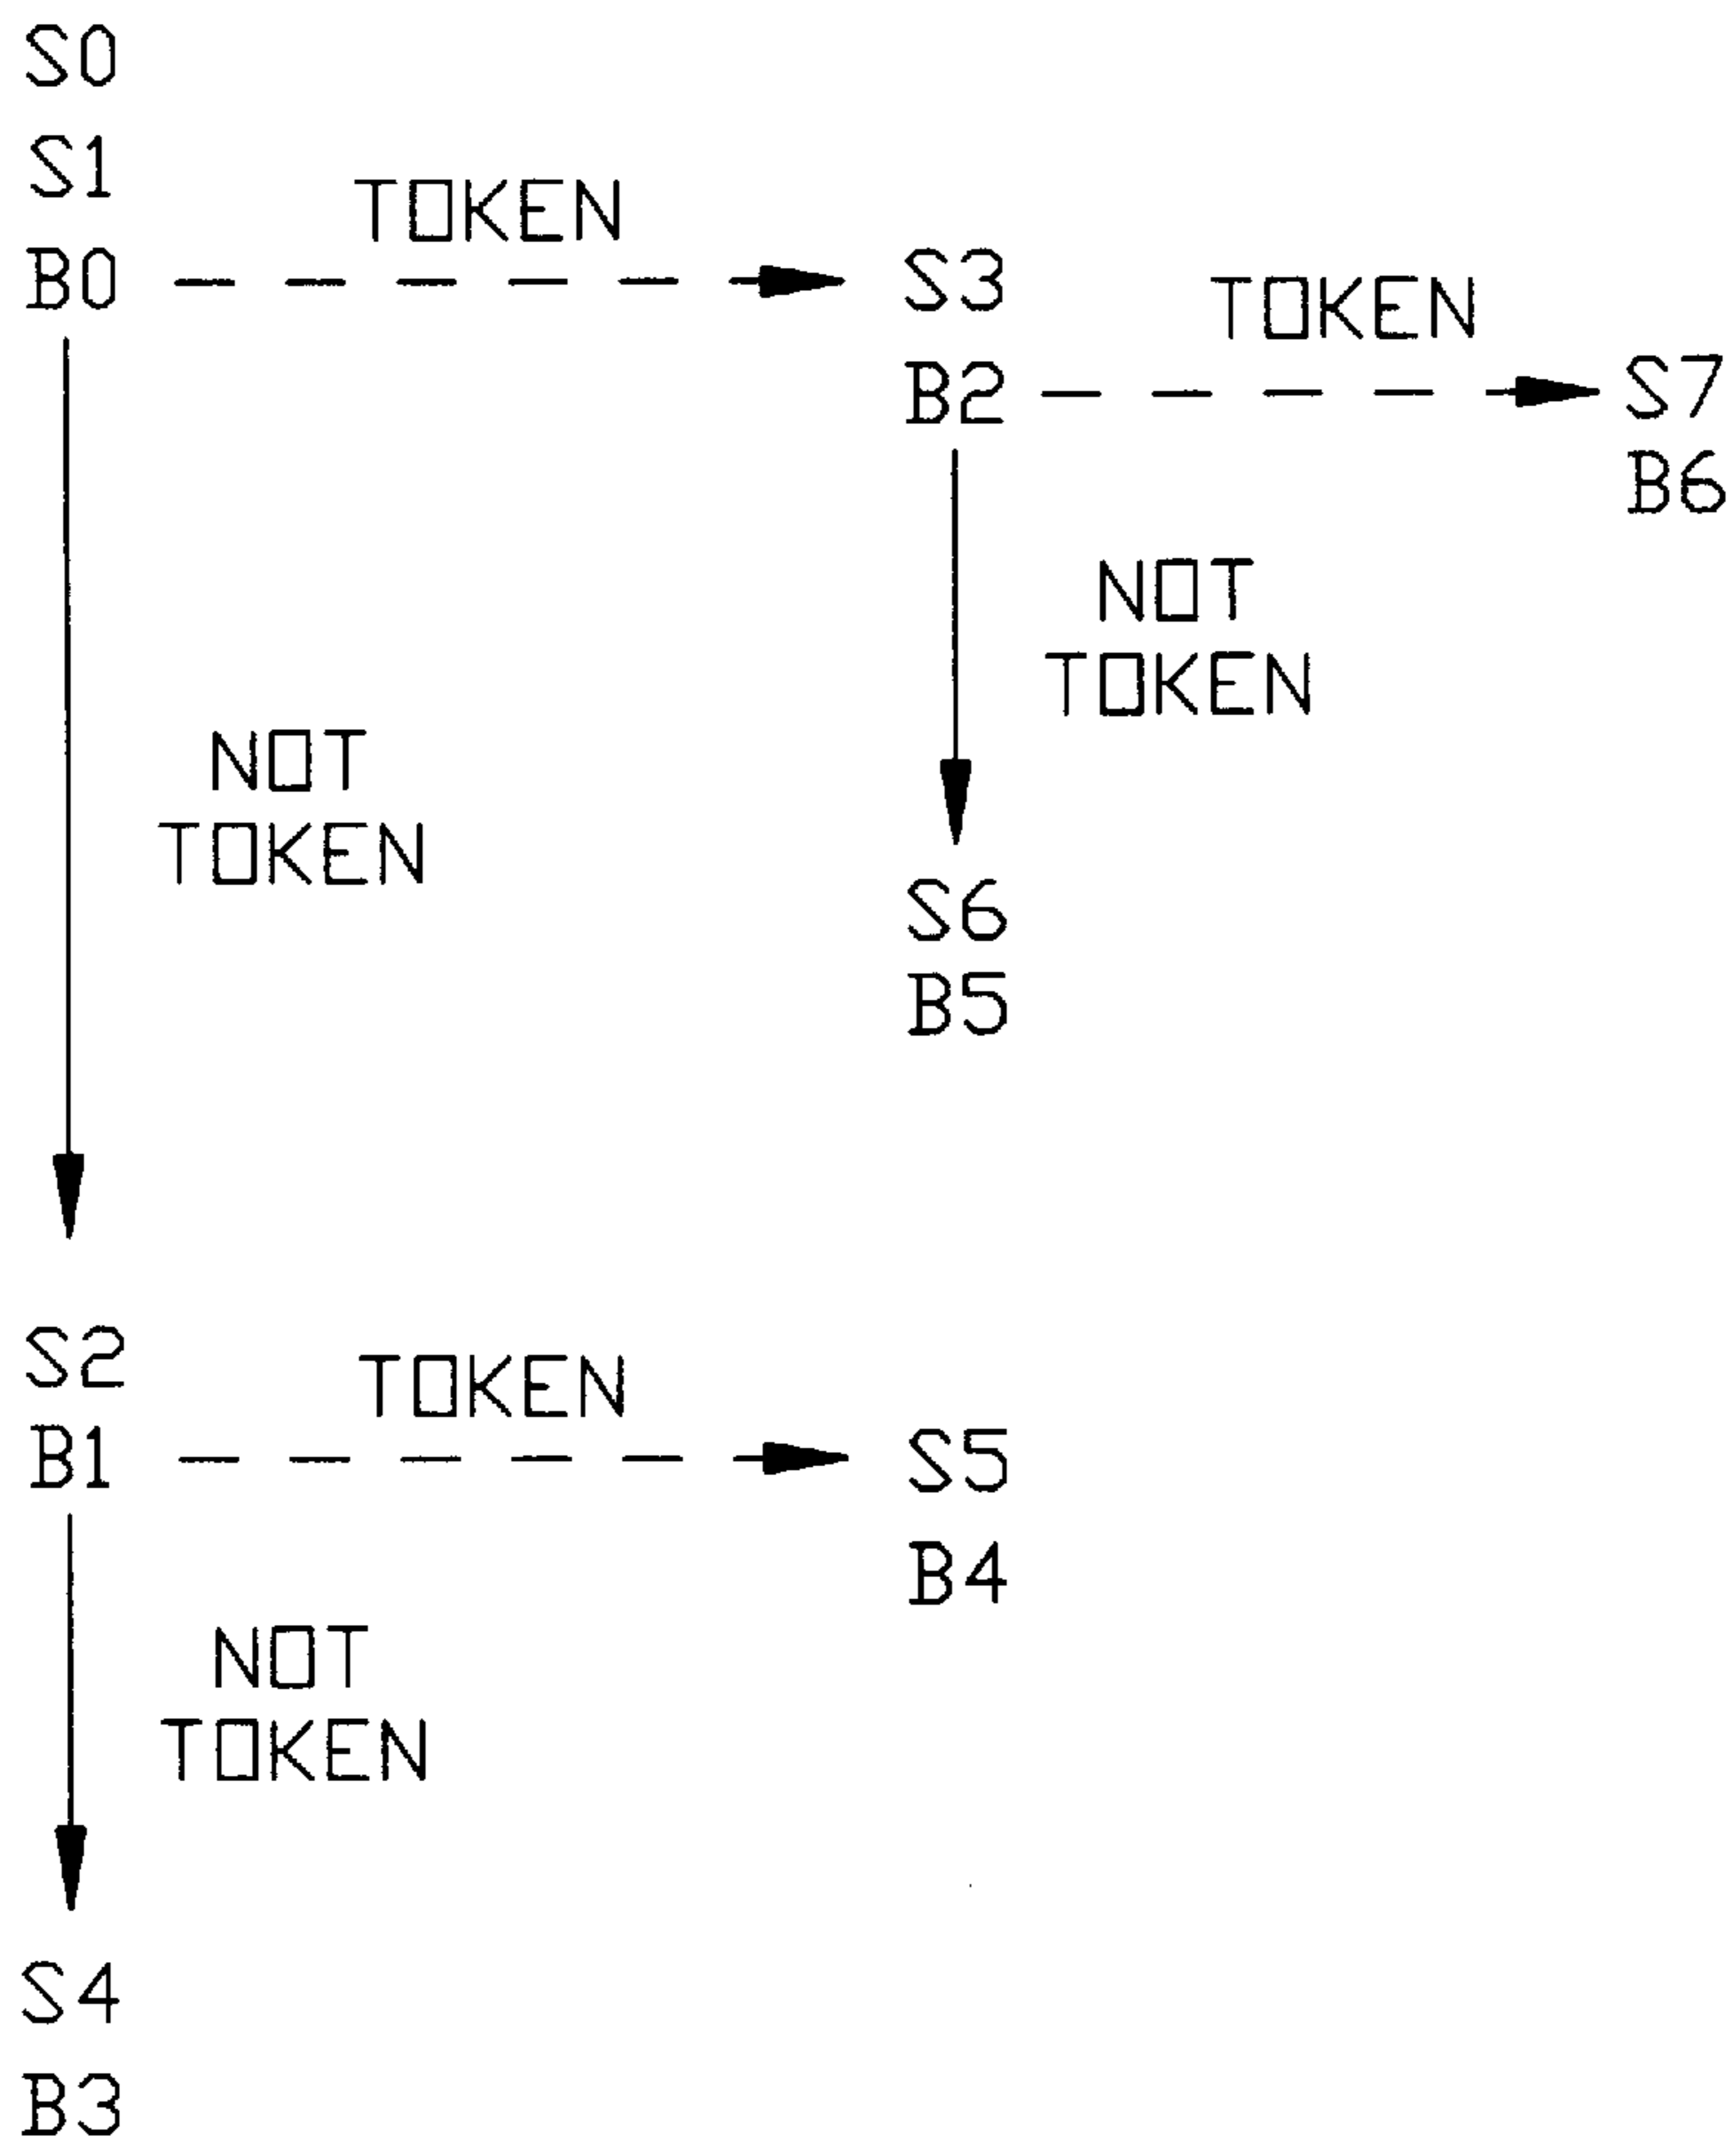 S0
S1
TOKEN
B0
S3
TOKEN
B2
S7
B6
NOT
TOKEN
NOT
TOKEN
S6
B5
S2
TOKEN
B1
S5
B4
NOT
TOKEN
S4
B3